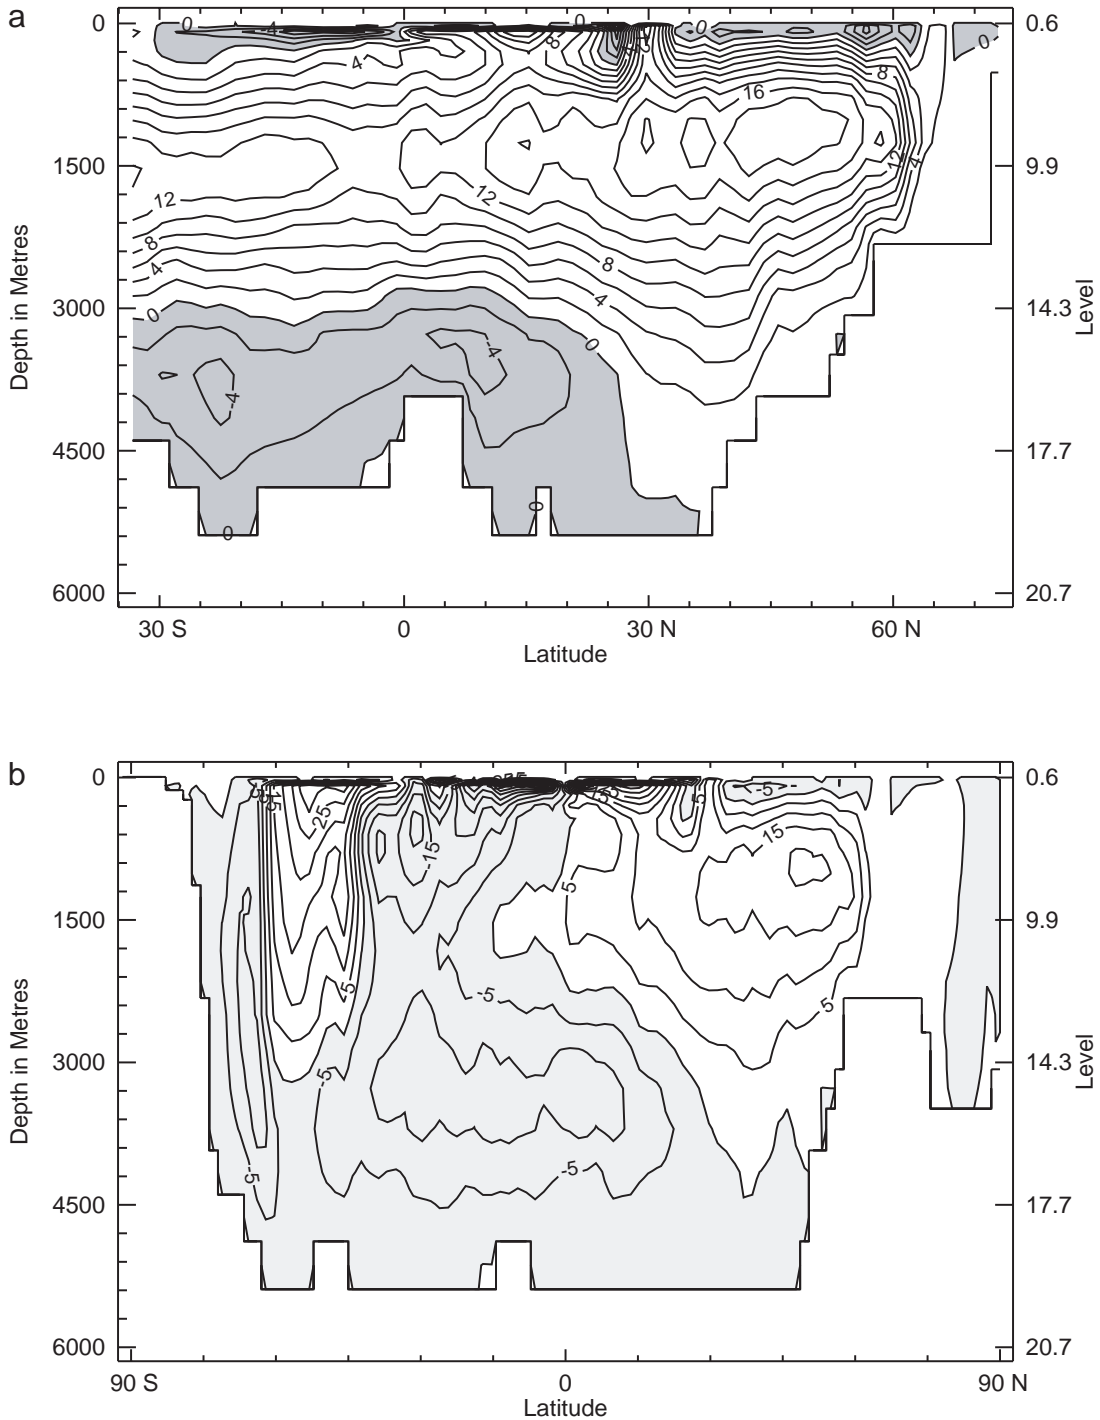 a
0 0 -4 0 8 12 0 0 0.6
4 16 8
1500 12 12 12 4 9.9
8 8
4 4
3000 0 0 14.3
-4 -4
4500 17.7
0 0
6000 20.7
Depth in Metres
Level
30 S 0 30 N 60 N
Latitude
b
0 5 15 25 5 -5 0.6
-15 15
1500 5 9.9
5 -5 5
3000 -5 14.3
-5 -5
4500 17.7
6000 20.7
Depth in Metres
Level
90 S 0 90 N
Latitude